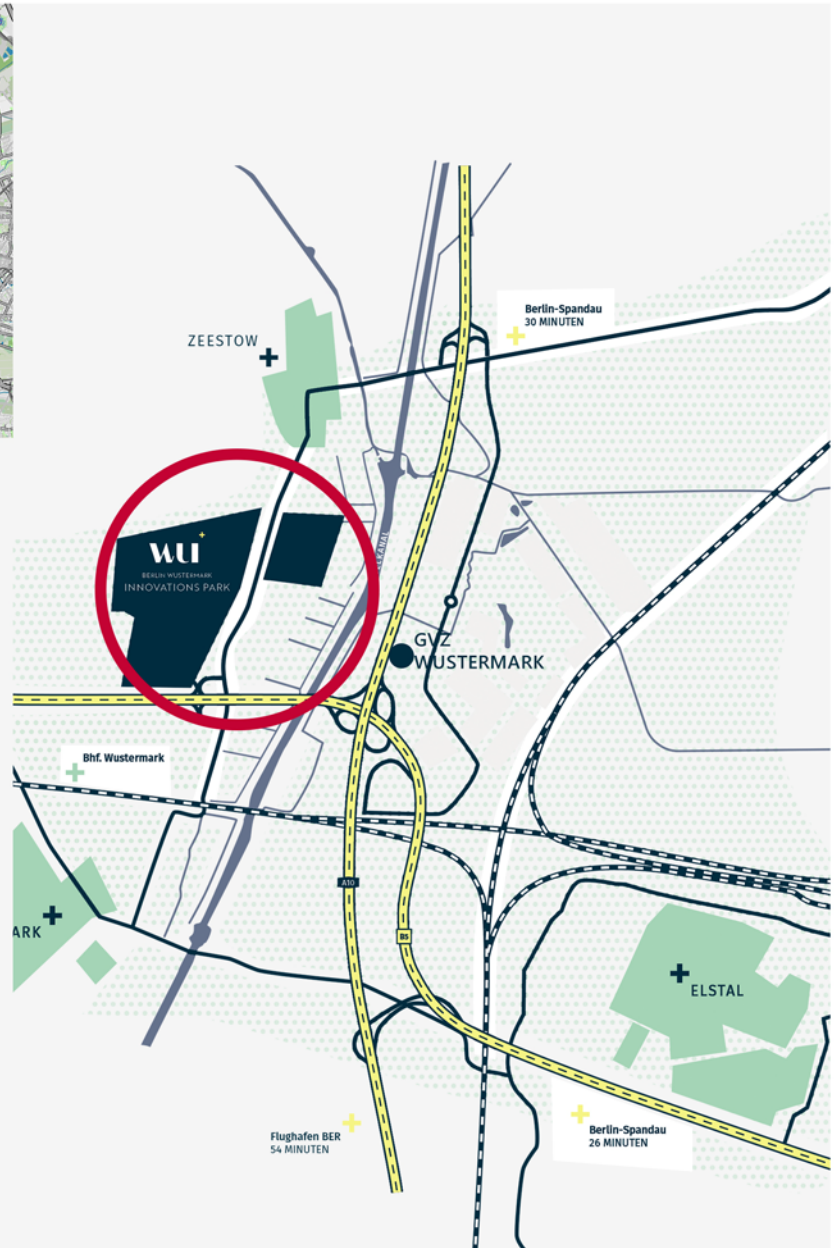 Berlin-Spandau
30 MINUTEN
ZEESTOW
WU+
BERLIN WUSTERMARK
INNOVATIONS PARK
GVZ
WUSTERMARK
Bhf. Wustermark
A10
ARK
B5
ELSTAL
Flughafen BER
54 MINUTEN
Berlin-Spandau
26 MINUTEN